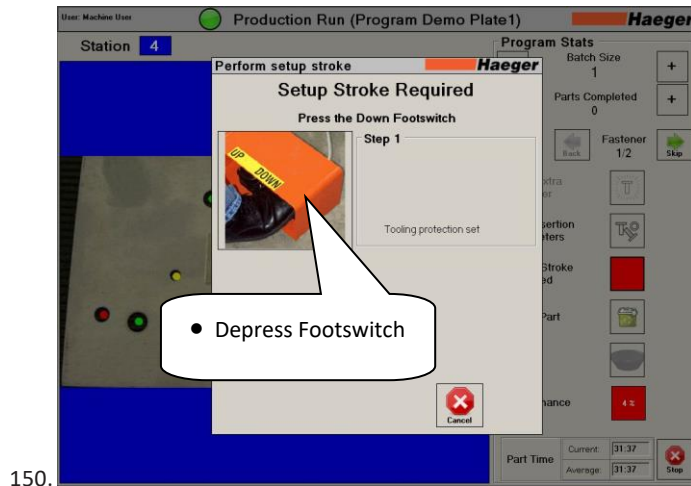 User: Machine User
Production Run (Program Demo Plate1)
Haeger
Station 4
Program Stats
Batch Size
1
+
Parts Completed
0
+
Back
Fastener
1/2
Skip
T
4 %
Part Time
Current: 31:37
Average: 31:37
Stop
Perform setup stroke
Haeger
Setup Stroke Required
Press the Down Footswitch
UP DOWN
Step 1
Tooling protection set
• Depress Footswitch
Cancel
150.